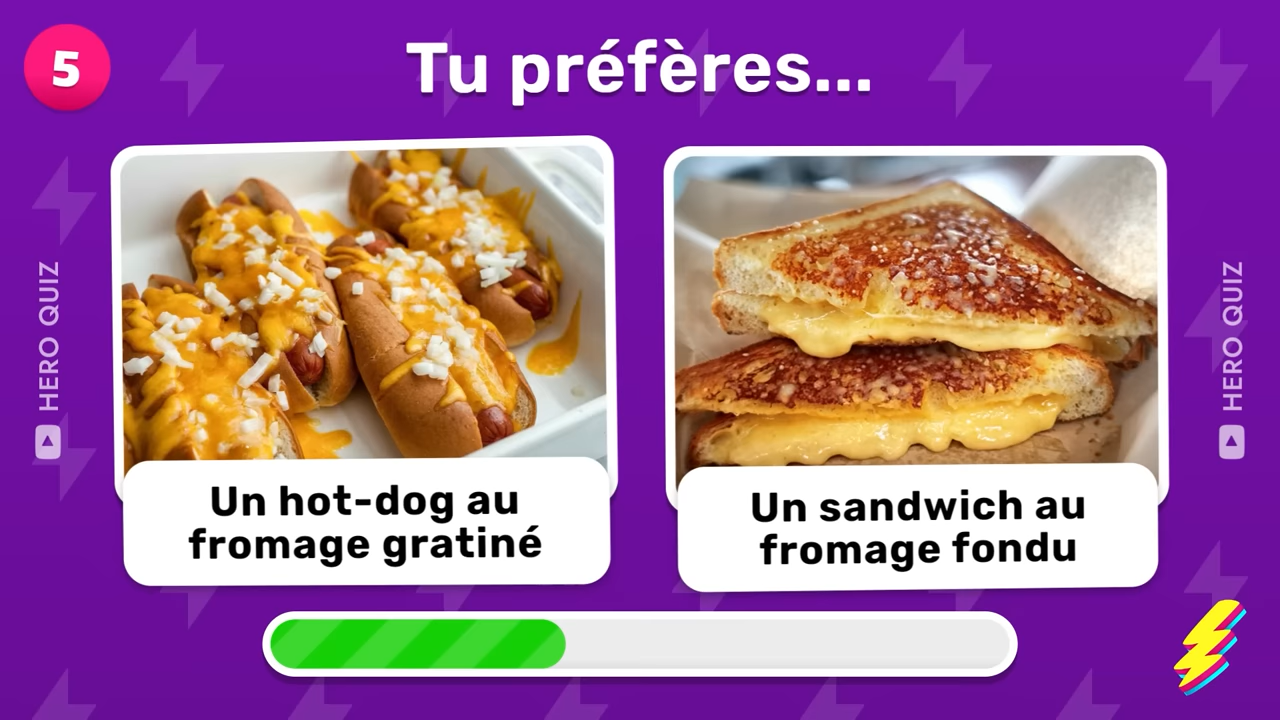 5
Tu préfères...
HERO QUIZ
Un hot-dog au
fromage gratiné
Un sandwich au
fromage fondu
HERO QUIZ